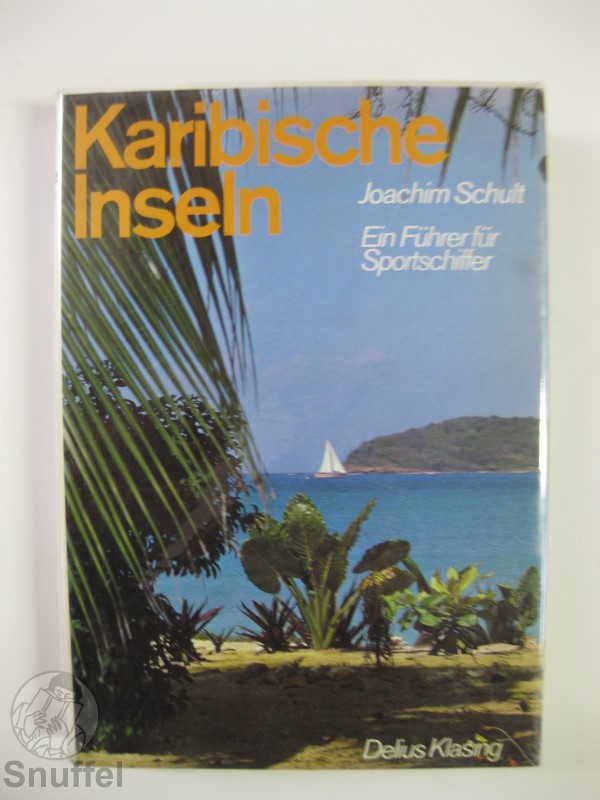 Karibische
Inseln
Joachim Schult
Ein Führer für
Sportschiffer
Delius Klasing
Snuffel